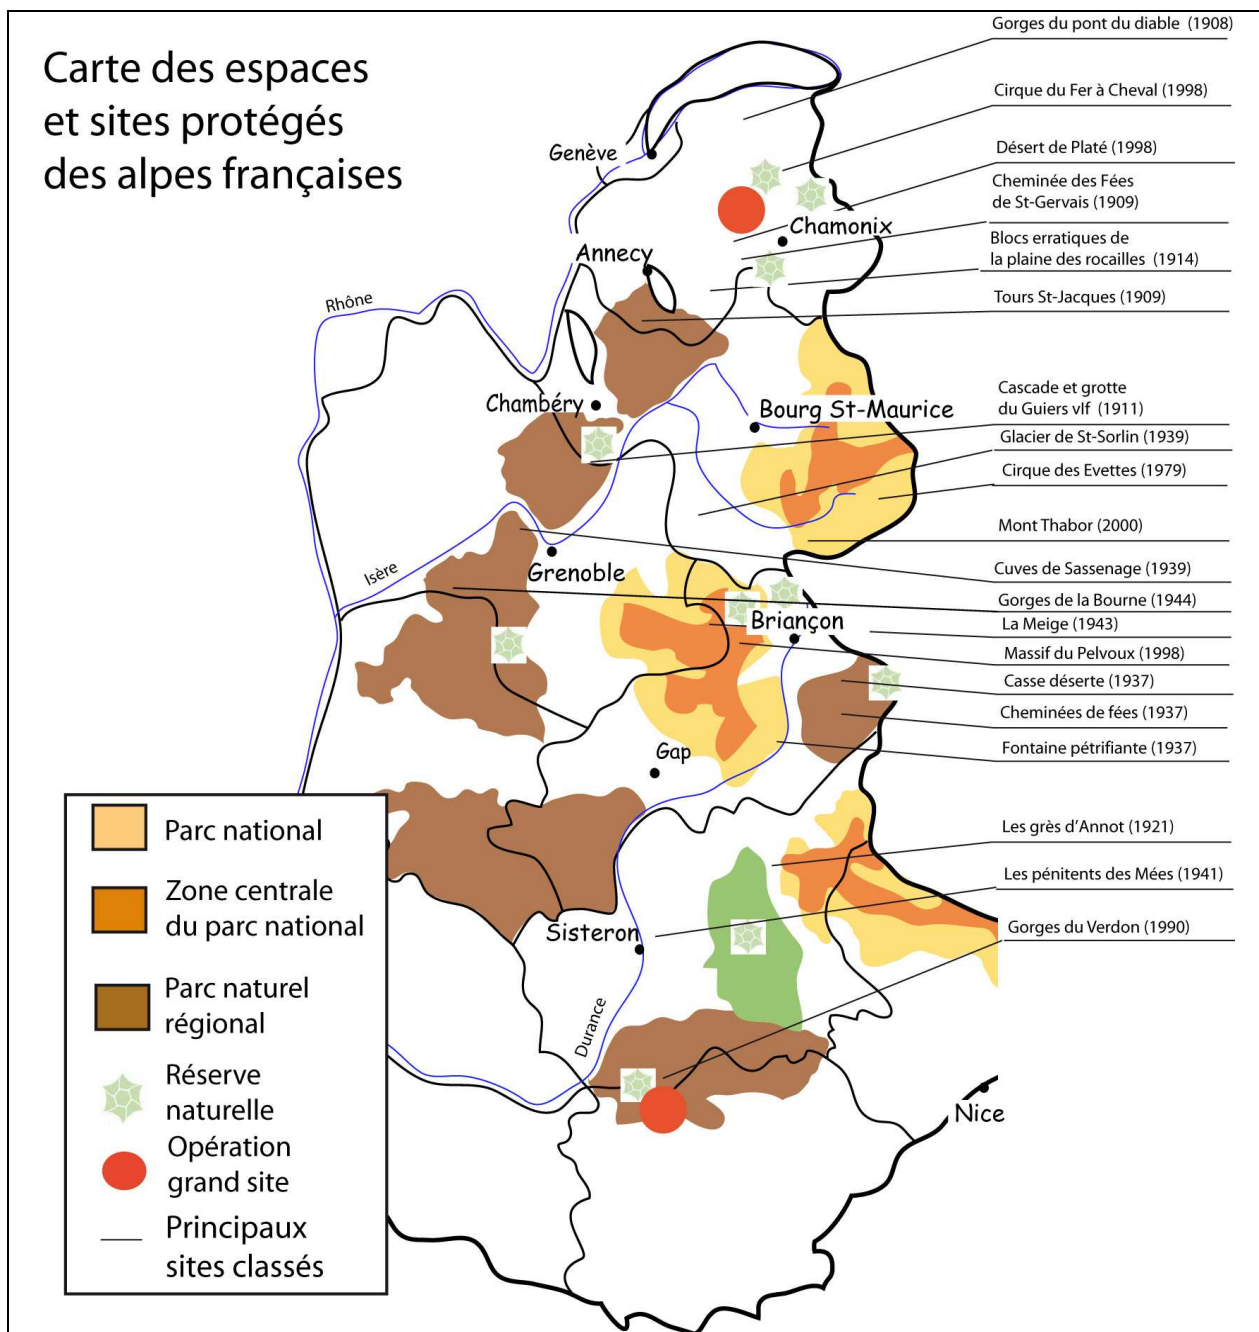 Carte des espaces
et sites protégés
des alpes françaises
Gorges du pont du diable (1908)
Cirque du Fer à Cheval (1998)
Désert de Platé (1998)
Cheminée des Fées
de St-Gervais (1909)
Blocs erratiques de
la plaine des rocailles (1914)
Tours St-Jacques (1909)
Cascade et grotte
du Guiers vlf (1911)
Glacier de St-Sorlin (1939)
Cirque des Evettes (1979)
Mont Thabor (2000)
Cuves de Sassenage (1939)
Gorges de la Bourne (1944)
La Meige (1943)
Massif du Pelvoux (1998)
Casse déserte (1937)
Cheminées de fées (1937)
Fontaine pétrifiante (1937)
Les grès d'Annot (1921)
Les pénitents des Mées (1941)
Gorges du Verdon (1990)
Genève
Chamonix
Annecy
Rhône
Chambéry
Bourg St-Maurice
Isère
Grenoble
Briançon
Gap
Sisteron
Durance
Nice
Parc national
Zone centrale
du parc national
Parc naturel
régional
Réserve
naturelle
Opération
grand site
Principaux
sites classés